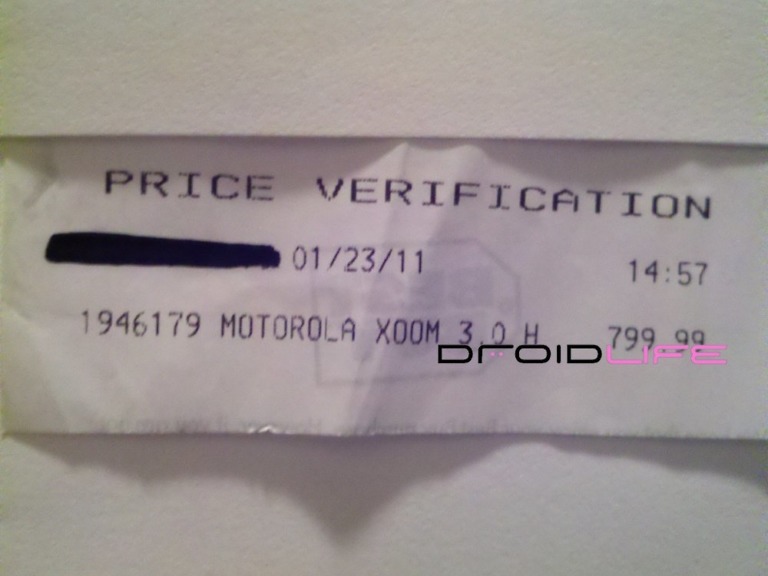 PRICE VERIFICATION
01/23/11 14:57
1946179 MOTOROLA XOOM 3.0 H 799.99
DROIDLIFE